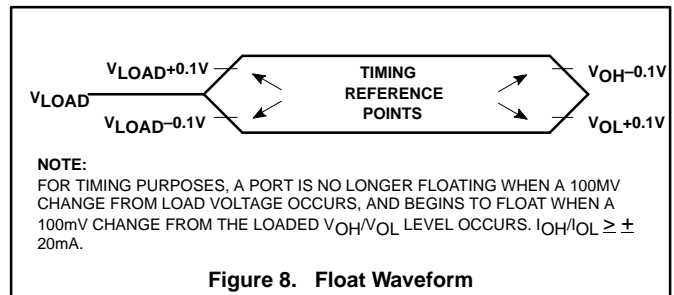 VLOAD+0.1V
TIMING
VOH–0.1V
VLOAD
REFERENCE
VLOAD–0.1V
POINTS
VOL+0.1V
NOTE:
FOR TIMING PURPOSES, A PORT IS NO LONGER FLOATING WHEN A 100MV
CHANGE FROM LOAD VOLTAGE OCCURS, AND BEGINS TO FLOAT WHEN A
100mV CHANGE FROM THE LOADED VOH/VOL LEVEL OCCURS. IOH/IOL ≥ ±
20mA.
Figure 8. Float Waveform